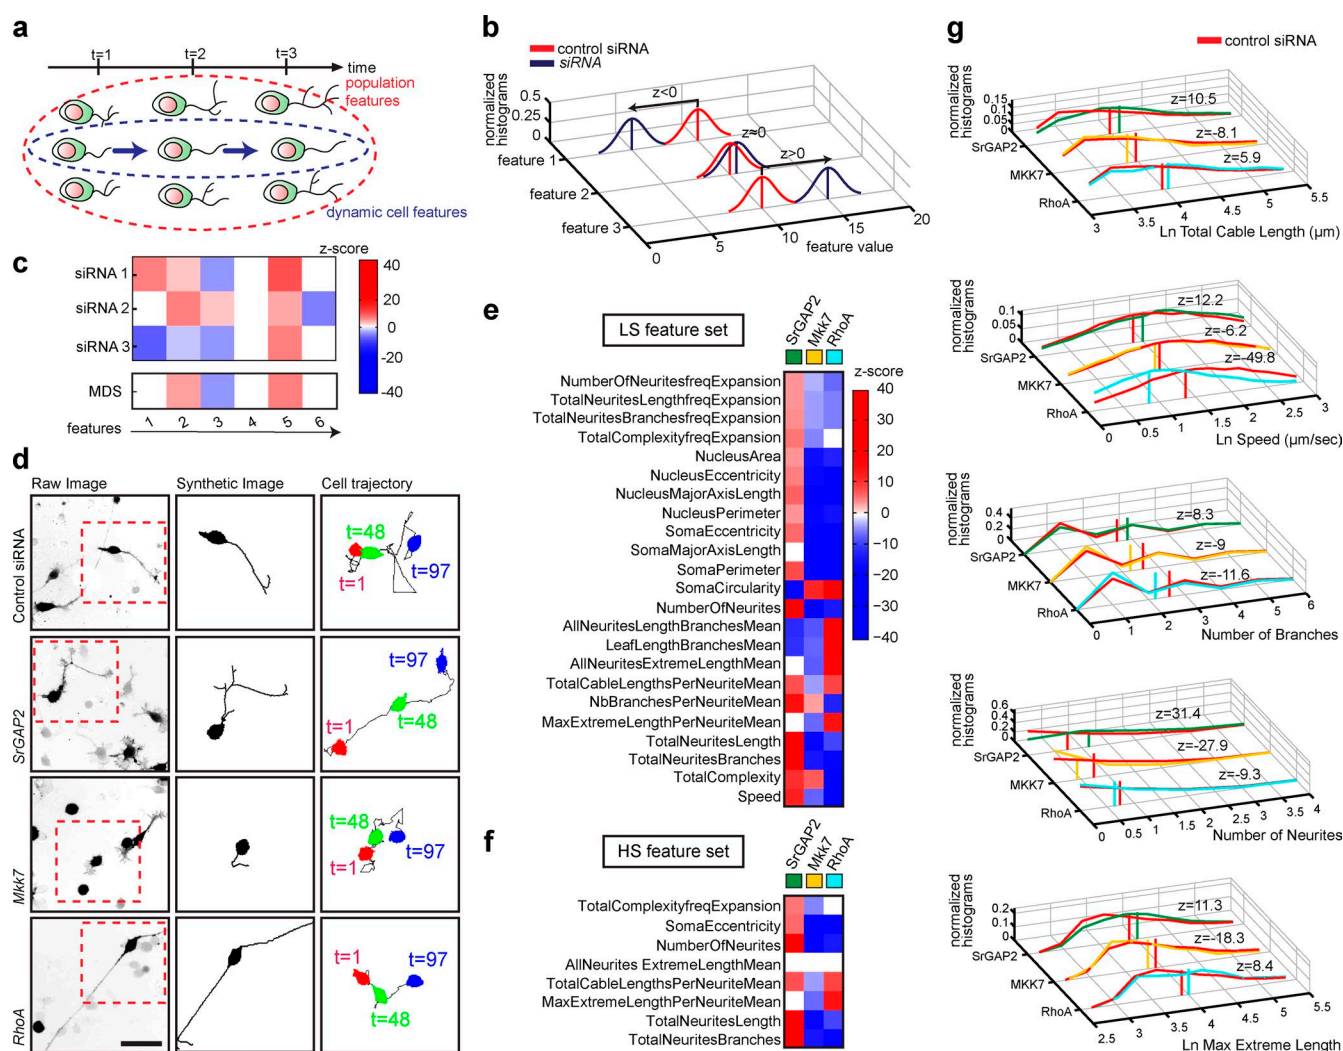 a
t=1
t=2
t=3
time
population
features
dynamic cell features
b
control siRNA
siRNA
normalized
histograms
0.5
0.25
0
z<0
z≈0
z>0
feature 1
feature 2
feature 3
0
5
10
15
20
feature value
c
z-score
siRNA 1
siRNA 2
siRNA 3
MDS
features
1
2
3
4
5
6
40
20
0
-20
-40
d
Raw Image
Synthetic Image
Cell trajectory
Control siRNA
t=48
t=1
t=97
SrGAP2
t=97
t=1
t=48
Mkk7
t=48
t=1
t=97
RhoA
t=1
t=97
t=48
e
LS feature set
SrGAP2
Mkk7
RhoA
z-score
40
30
20
10
0
-10
-20
-30
-40
NumberOfNeuritesfreqExpansion
TotalNeuritesLengthfreqExpansion
TotalNeuritesBranchesfreqExpansion
TotalComplexityfreqExpansion
NucleusArea
NucleusEccentricity
NucleusMajorAxisLength
NucleusPerimeter
SomaEccentricity
SomaMajorAxisLength
SomaPerimeter
SomaCircularity
NumberOfNeurites
AllNeuritesLengthBranchesMean
LeafLengthBranchesMean
AllNeuritesExtremeLengthMean
TotalCableLengthsPerNeuriteMean
NbBranchesPerNeuriteMean
MaxExtremeLengthPerNeuriteMean
TotalNeuritesLength
TotalNeuritesBranches
TotalComplexity
Speed
f
HS feature set
SrGAP2
Mkk7
RhoA
TotalComplexityfreqExpansion
SomaEccentricity
NumberOfNeurites
AllNeurites ExtremeLengthMean
TotalCableLengthsPerNeuriteMean
MaxExtremeLengthPerNeuriteMean
TotalNeuritesLength
TotalNeuritesBranches
g
control siRNA
normalized
histograms
0.15
0.1
0.05
0
z=10.5
z=-8.1
z=5.9
SrGAP2
MKK7
RhoA
3
3.5
4
4.5
5
5.5
Ln Total Cable Length (µm)
normalized
histograms
0.1
0.05
0
z=12.2
z=-6.2
z=-49.8
SrGAP2
MKK7
RhoA
0
0.5
1
1.5
2
2.5
3
Ln Speed (µm/sec)
normalized
histograms
0.4
0.2
0
z=8.3
z=-9
z=-11.6
SrGAP2
MKK7
RhoA
0
1
2
3
4
5
6
Number of Branches
normalized
histograms
0.6
0.4
0.2
0
z=31.4
z=-27.9
z=-9.3
SrGAP2
MKK7
RhoA
0
0.5
1
1.5
2
2.5
3
3.5
4
Number of Neurites
normalized
histograms
0.2
0.1
0
z=11.3
z=-18.3
z=8.4
SrGAP2
MKK7
RhoA
2.5
3
3.5
4
4.5
5
5.5
Ln Max Extreme Length